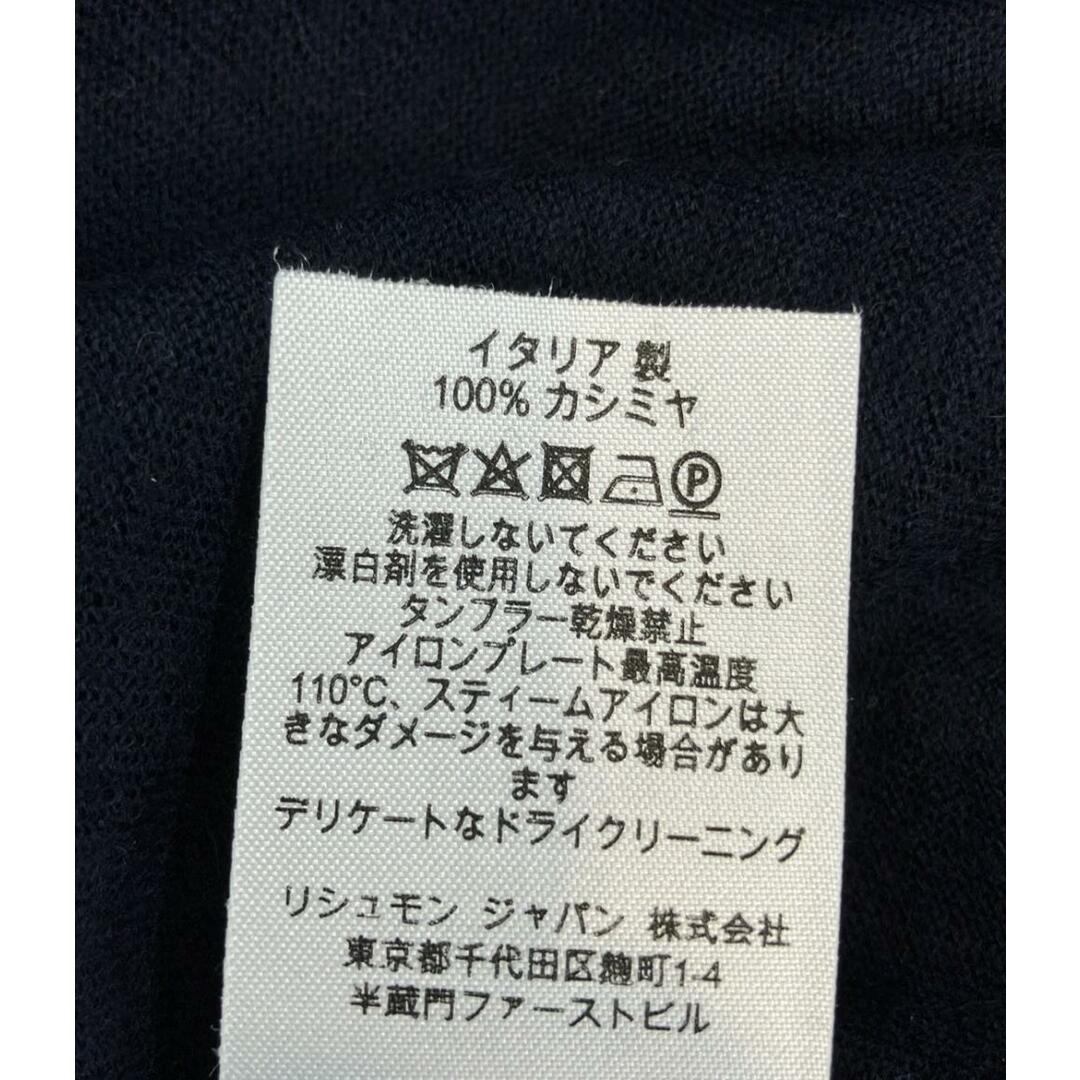 イタリア製
100% カシミヤ
P
洗濯しないてください
漂白剤を使用しないでください
タンフラー乾燥禁止
アイロンプレート最高温度
110°C、スティームアイロンは大
きなダメージを与える場合があり
ます
デリケートなドライクリーニング
リシュモン ジャパン 株式会社
東京都千代田区麹町1-4
半蔵門ファーストビル